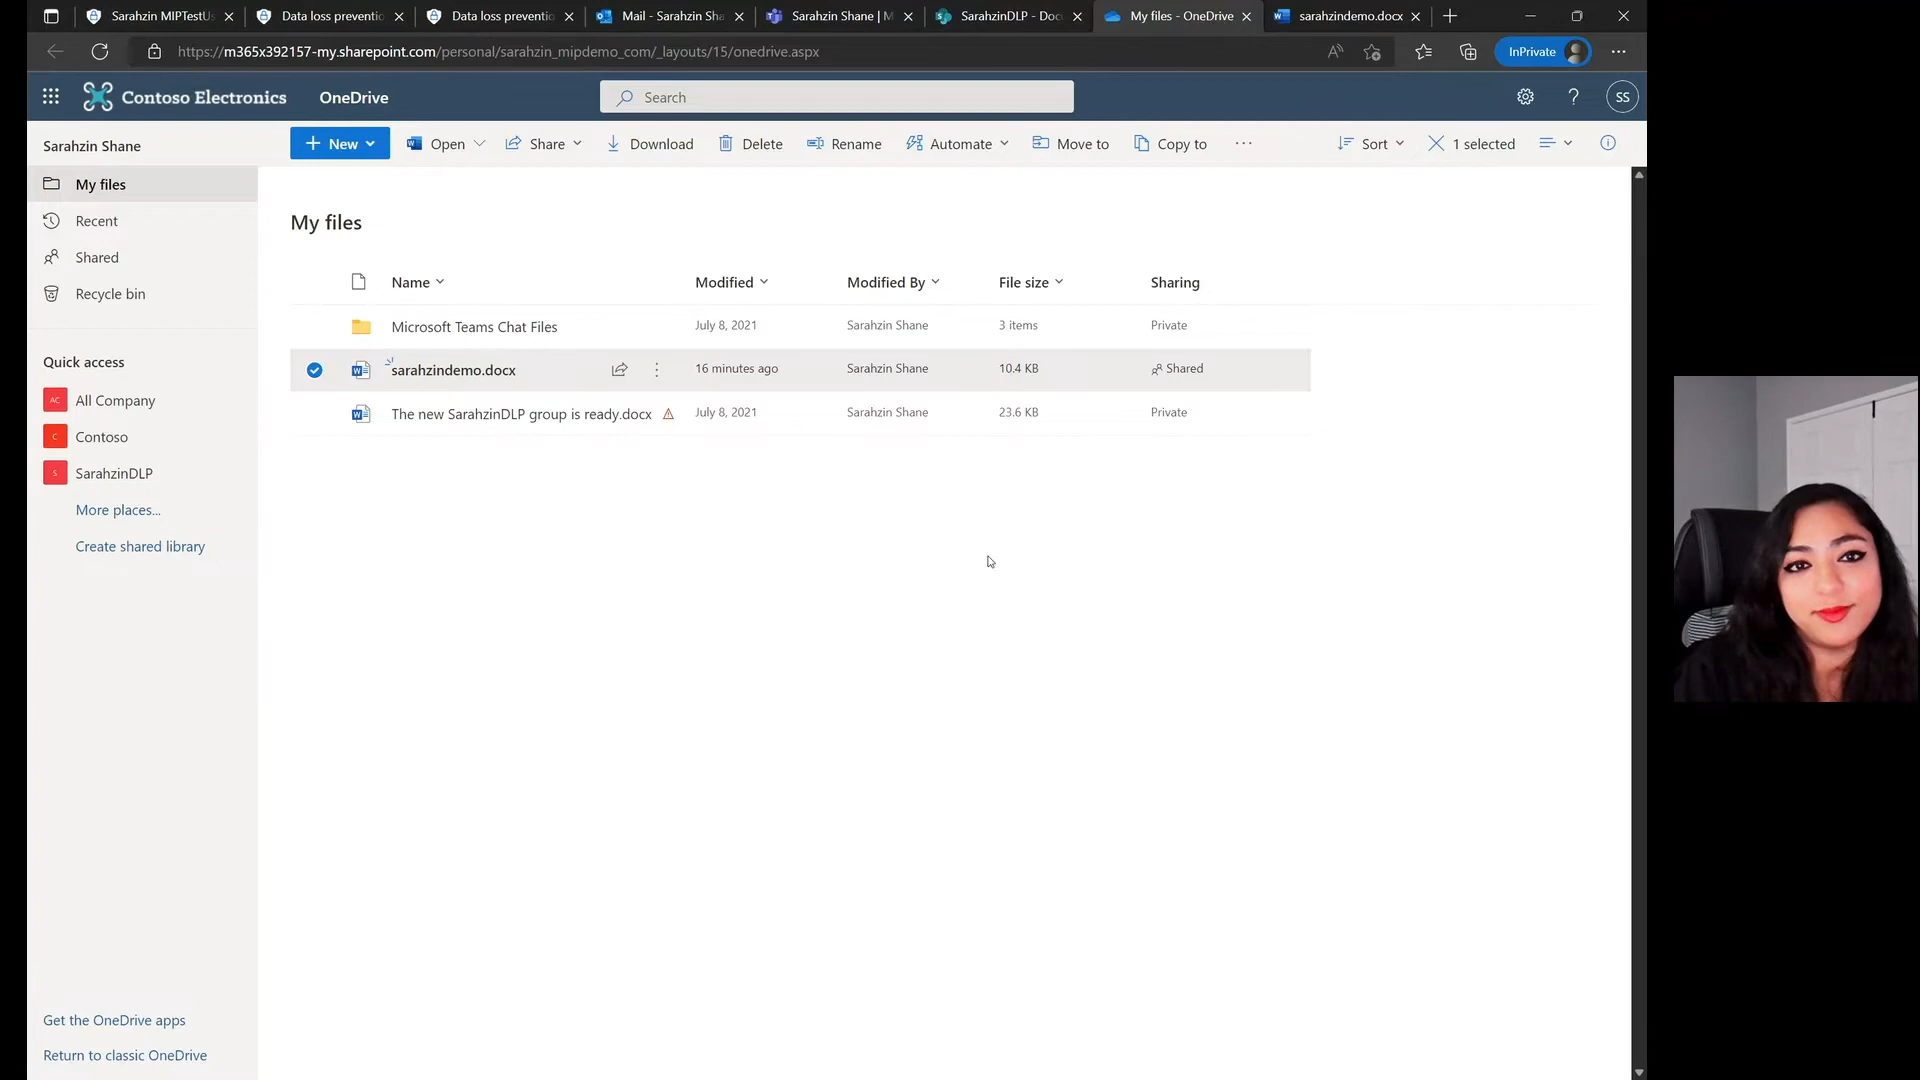 Sarahzin MIPTestUs
Data loss preventio
Data loss preventio
Mail - Sarahzin Sha
Sarahzin Shane | M
SarahzinDLP - Docu
My files - OneDrive
sarahzindemo.docx
https://m365x392157-my.sharepoint.com/personal/sarahzin_mipdemo_com/_layouts/15/onedrive.aspx
InPrivate
Contoso Electronics
OneDrive
Search
?
SS
Sarahzin Shane
New
Open
Share
Download
Delete
Rename
Automate
Move to
Copy to
Sort
1 selected
My files
Recent
Shared
Recycle bin
Quick access
AC All Company
C Contoso
S SarahzinDLP
More places...
Create shared library
Get the OneDrive apps
Return to classic OneDrive
My files
Name Modified Modified By File size Sharing
Microsoft Teams Chat Files July 8, 2021 Sarahzin Shane 3 items Private
sarahzindemo.docx 16 minutes ago Sarahzin Shane 10.4 KB Shared
The new SarahzinDLP group is ready.docx July 8, 2021 Sarahzin Shane 23.6 KB Private